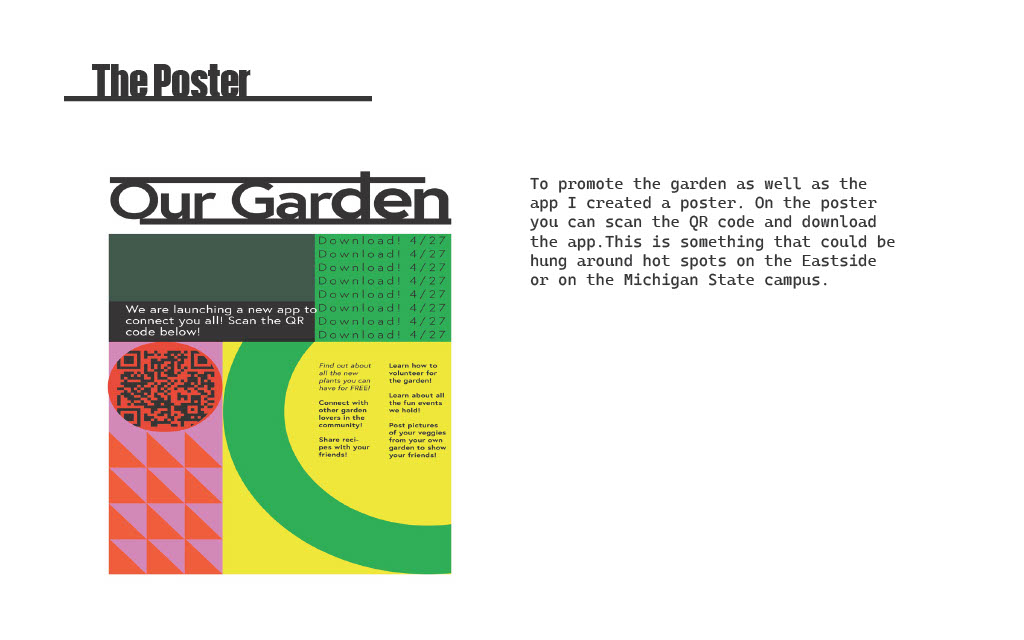 The Poster
Our Garden
Download! 4/27
Download! 4/27
Download! 4/27
Download! 4/27
Download! 4/27
Download! 4/27
Download! 4/27
Download! 4/27
We are launching a new app to
connect you all! Scan the QR
code below!
Find out about
all the new
plants you can
have for FREE!
Connect with
other garden
lovers in the
community!
Share reci-
pes with your
friends!
Learn how to
volunteer for
the garden!
Learn about all
the fun events
we hold!
Post pictures
of your veggies
from your own
garden to show
your friends!
To promote the garden as well as the
app I created a poster. On the poster
you can scan the QR code and download
the app.This is something that could be
hung around hot spots on the Eastside
or on the Michigan State campus.